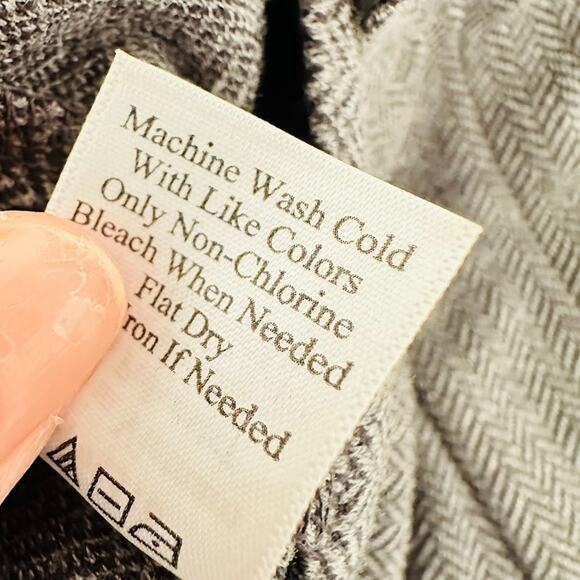 Machine Wash Cold
With Like Colors
Only Non-Chlorine
Bleach When Needed
Flat Dry
Iron If Needed